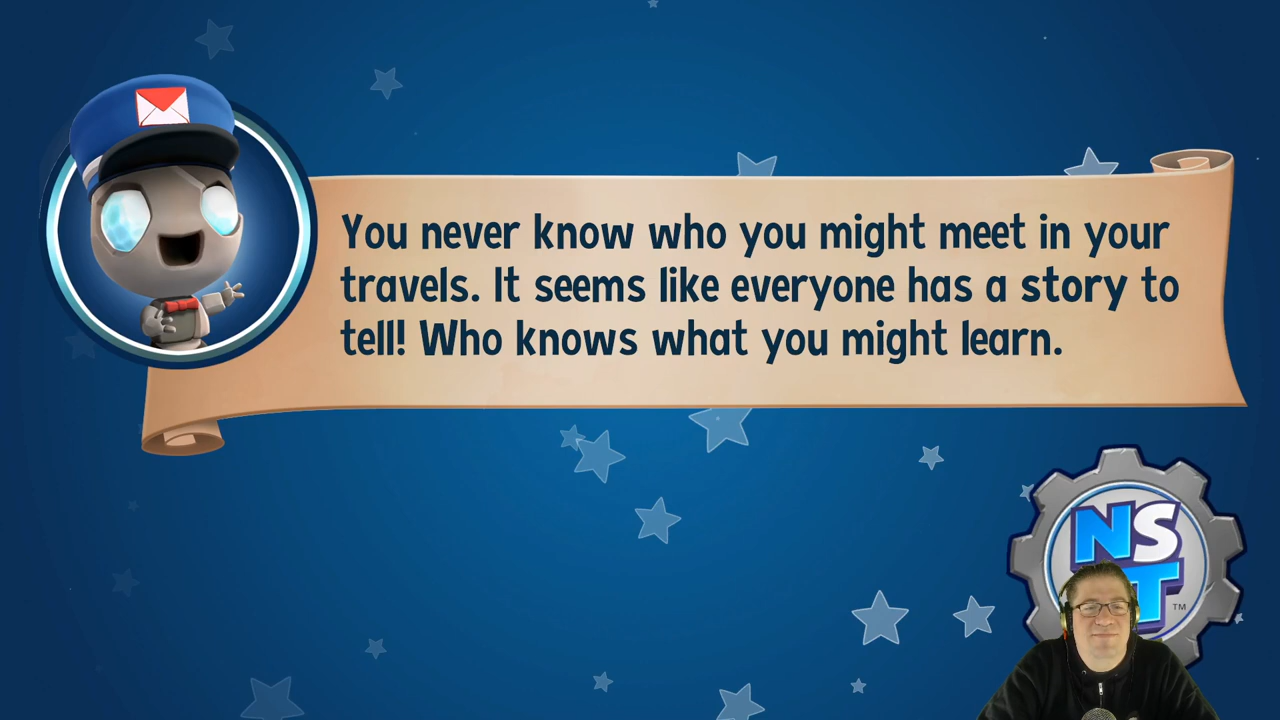 You never know who you might meet in your
travels. It seems like everyone has a story to
tell! Who knows what you might learn.
NS
T™